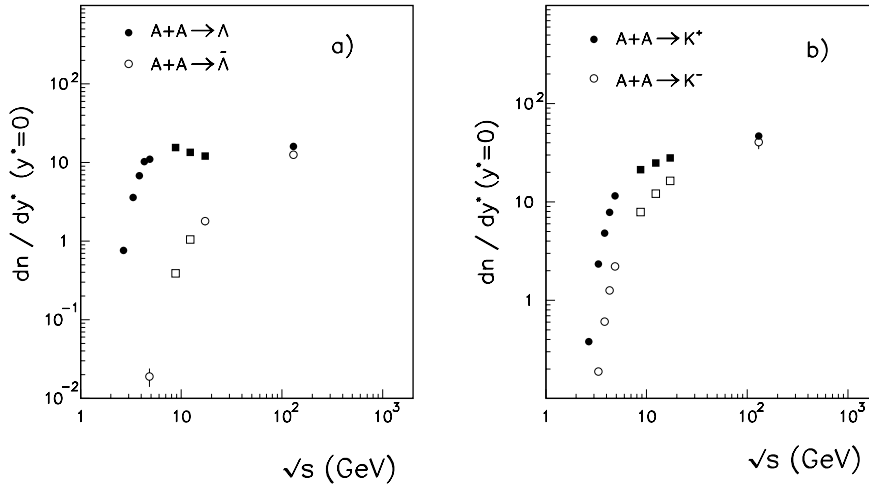 A+A→Λ
A+A→Λ̄
a)
10²
10
1
10⁻¹
10⁻²
1
10
10²
10³
dn / dy* (y*=0)
√s (GeV)
A+A→K⁺
A+A→K⁻
b)
10²
10
1
1
10
10²
10³
dn / dy* (y*=0)
√s (GeV)